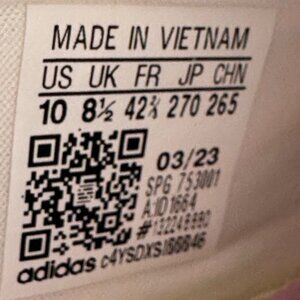 MADE IN VIETNAM
US UK FR JP CHN
10 8½ 42⅔ 270 265
03/23
SPG 753001
adidas